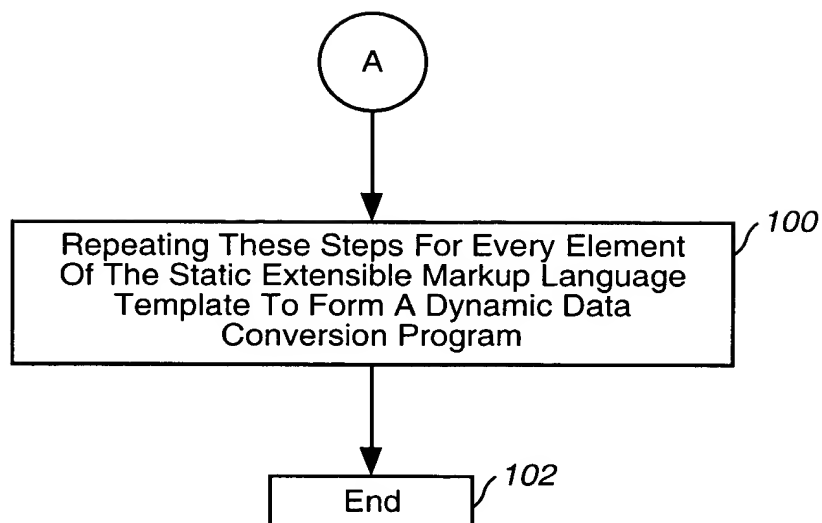 A
Repeating These Steps For Every Element
Of The Static Extensible Markup Language
Template To Form A Dynamic Data
Conversion Program
100
End
102